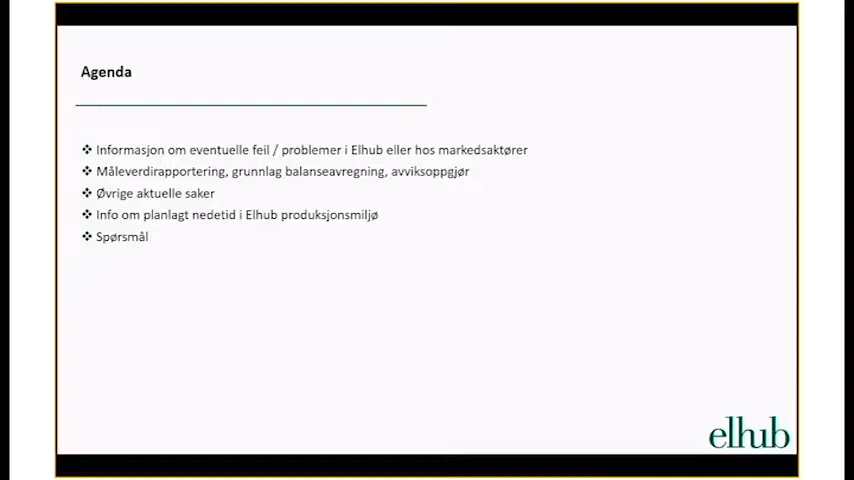 Agenda
Informasjon om eventuelle feil / problemer i Elhub eller hos markedsaktører
Måleverdirapportering, grunnlag balanseavregning, avviksoppgjør
Øvrige aktuelle saker
Info om planlagt nedetid i Elhub produksjonsmiljø
Spørsmål
elhub